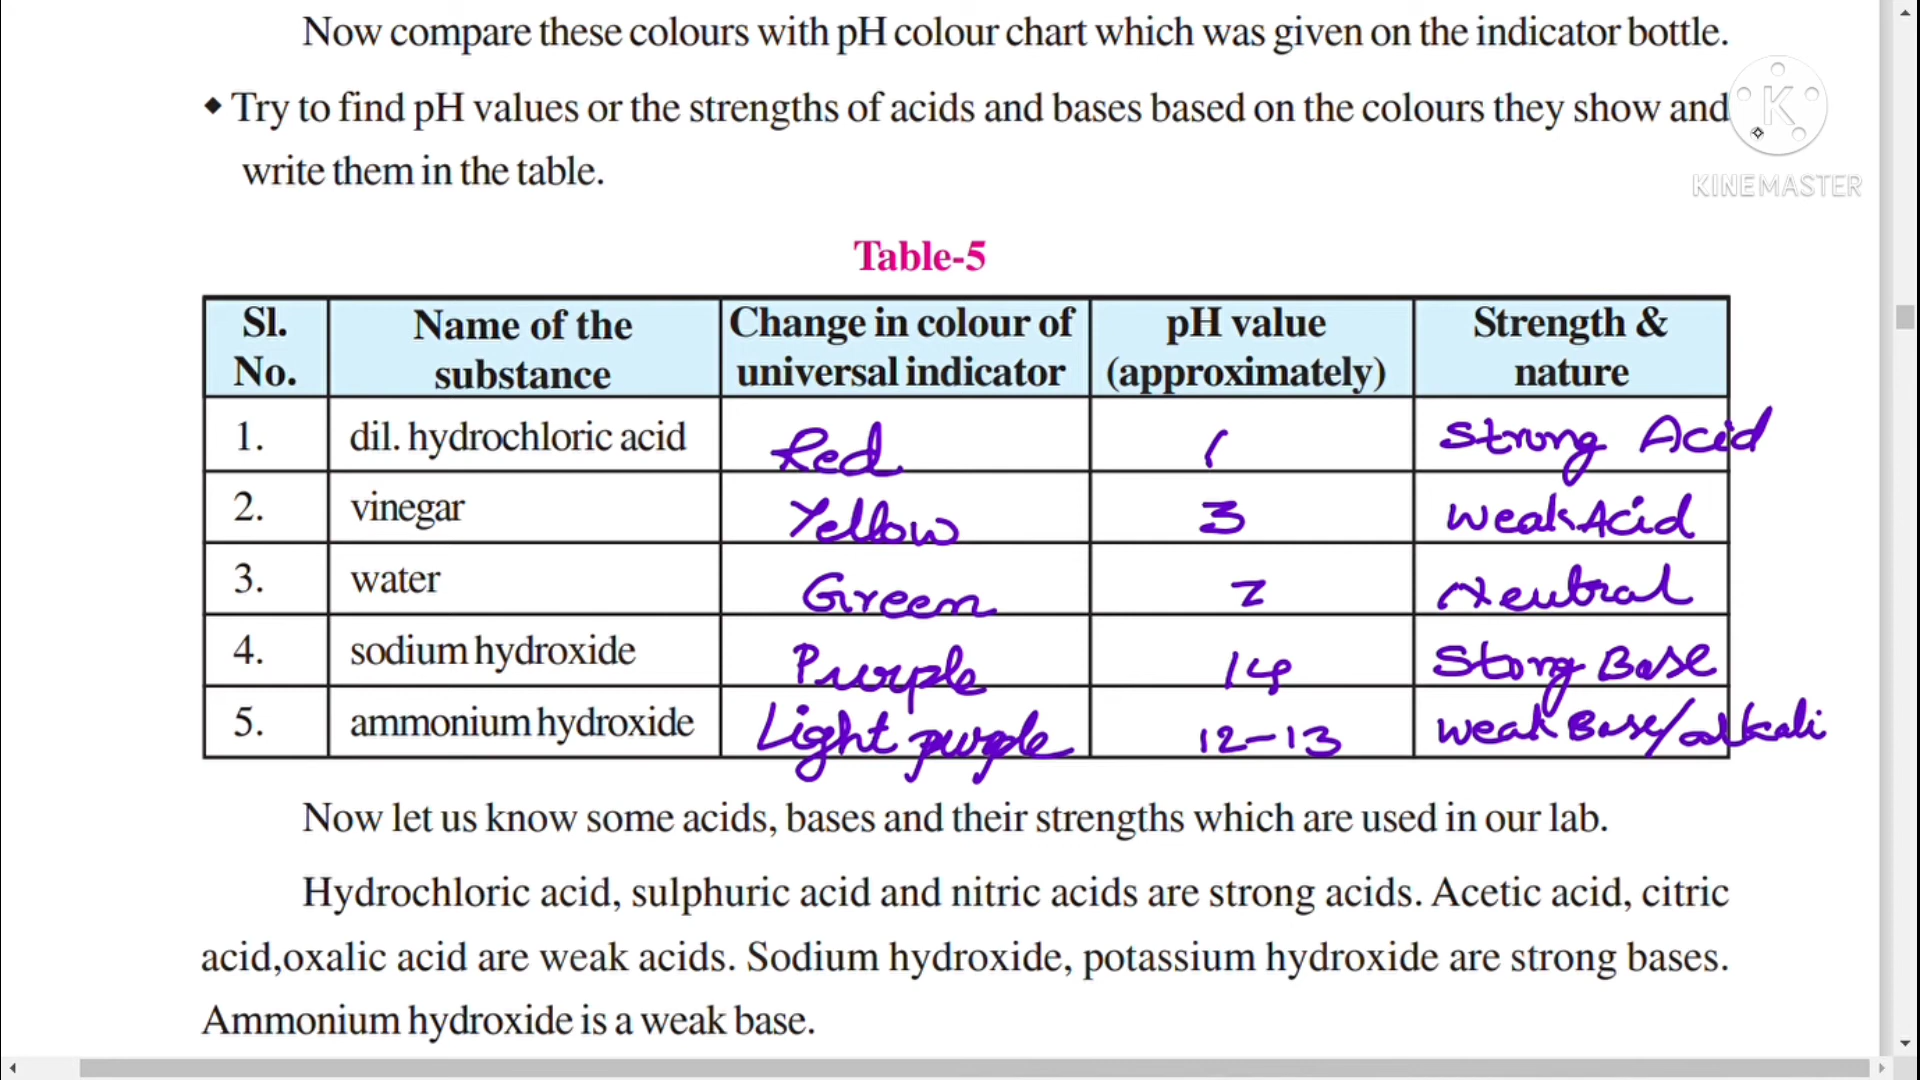 Now compare these colours with pH colour chart which was given on the indicator bottle.
◆ Try to find pH values or the strengths of acids and bases based on the colours they show and
write them in the table.
K
KINEMASTER
Table-5
Sl. No. Name of the substance Change in colour of universal indicator pH value (approximately) Strength & nature
1. dil. hydrochloric acid Red 1 Strong Acid
2. vinegar Yellow 3 Weak Acid
3. water Green 7 Neutral
4. sodium hydroxide Purple 14 Stong Base
5. ammonium hydroxide Light purple 12-13 Weak Base/alkali
Now let us know some acids, bases and their strengths which are used in our lab.
Hydrochloric acid, sulphuric acid and nitric acids are strong acids. Acetic acid, citric
acid,oxalic acid are weak acids. Sodium hydroxide, potassium hydroxide are strong bases.
Ammonium hydroxide is a weak base.